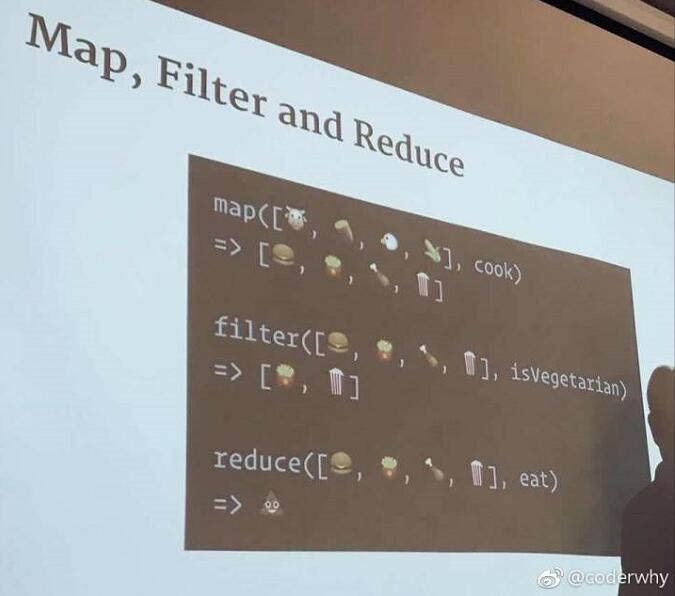 Map, Filter and Reduce
map([🐮, 🍠, 🐔, 🌽], cook)
=> [🍔, 🍟, 🍗, 🍿]
filter([🍔, 🍟, 🍗, 🍿], isVegetarian)
=> [🍟, 🍿]
reduce([🍔, 🍟, 🍗, 🍿], eat)
=> 💩
@coderwhy